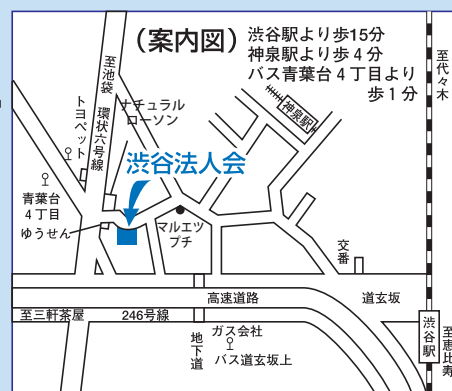 （案内図）
渋谷駅より歩15分
神泉駅より歩４分
バス青葉台４丁目より
歩１分
至池袋
環状六号線
トヨペット
ナチュラル
ローソン
神泉駅
至代々木
渋谷法人会
青葉台
４丁目
ゆうせん
マルエツ
プチ
交番
高速道路
道玄坂
至三軒茶屋
246号線
地下道
ガス会社
バス道玄坂上
渋谷駅
至恵比寿